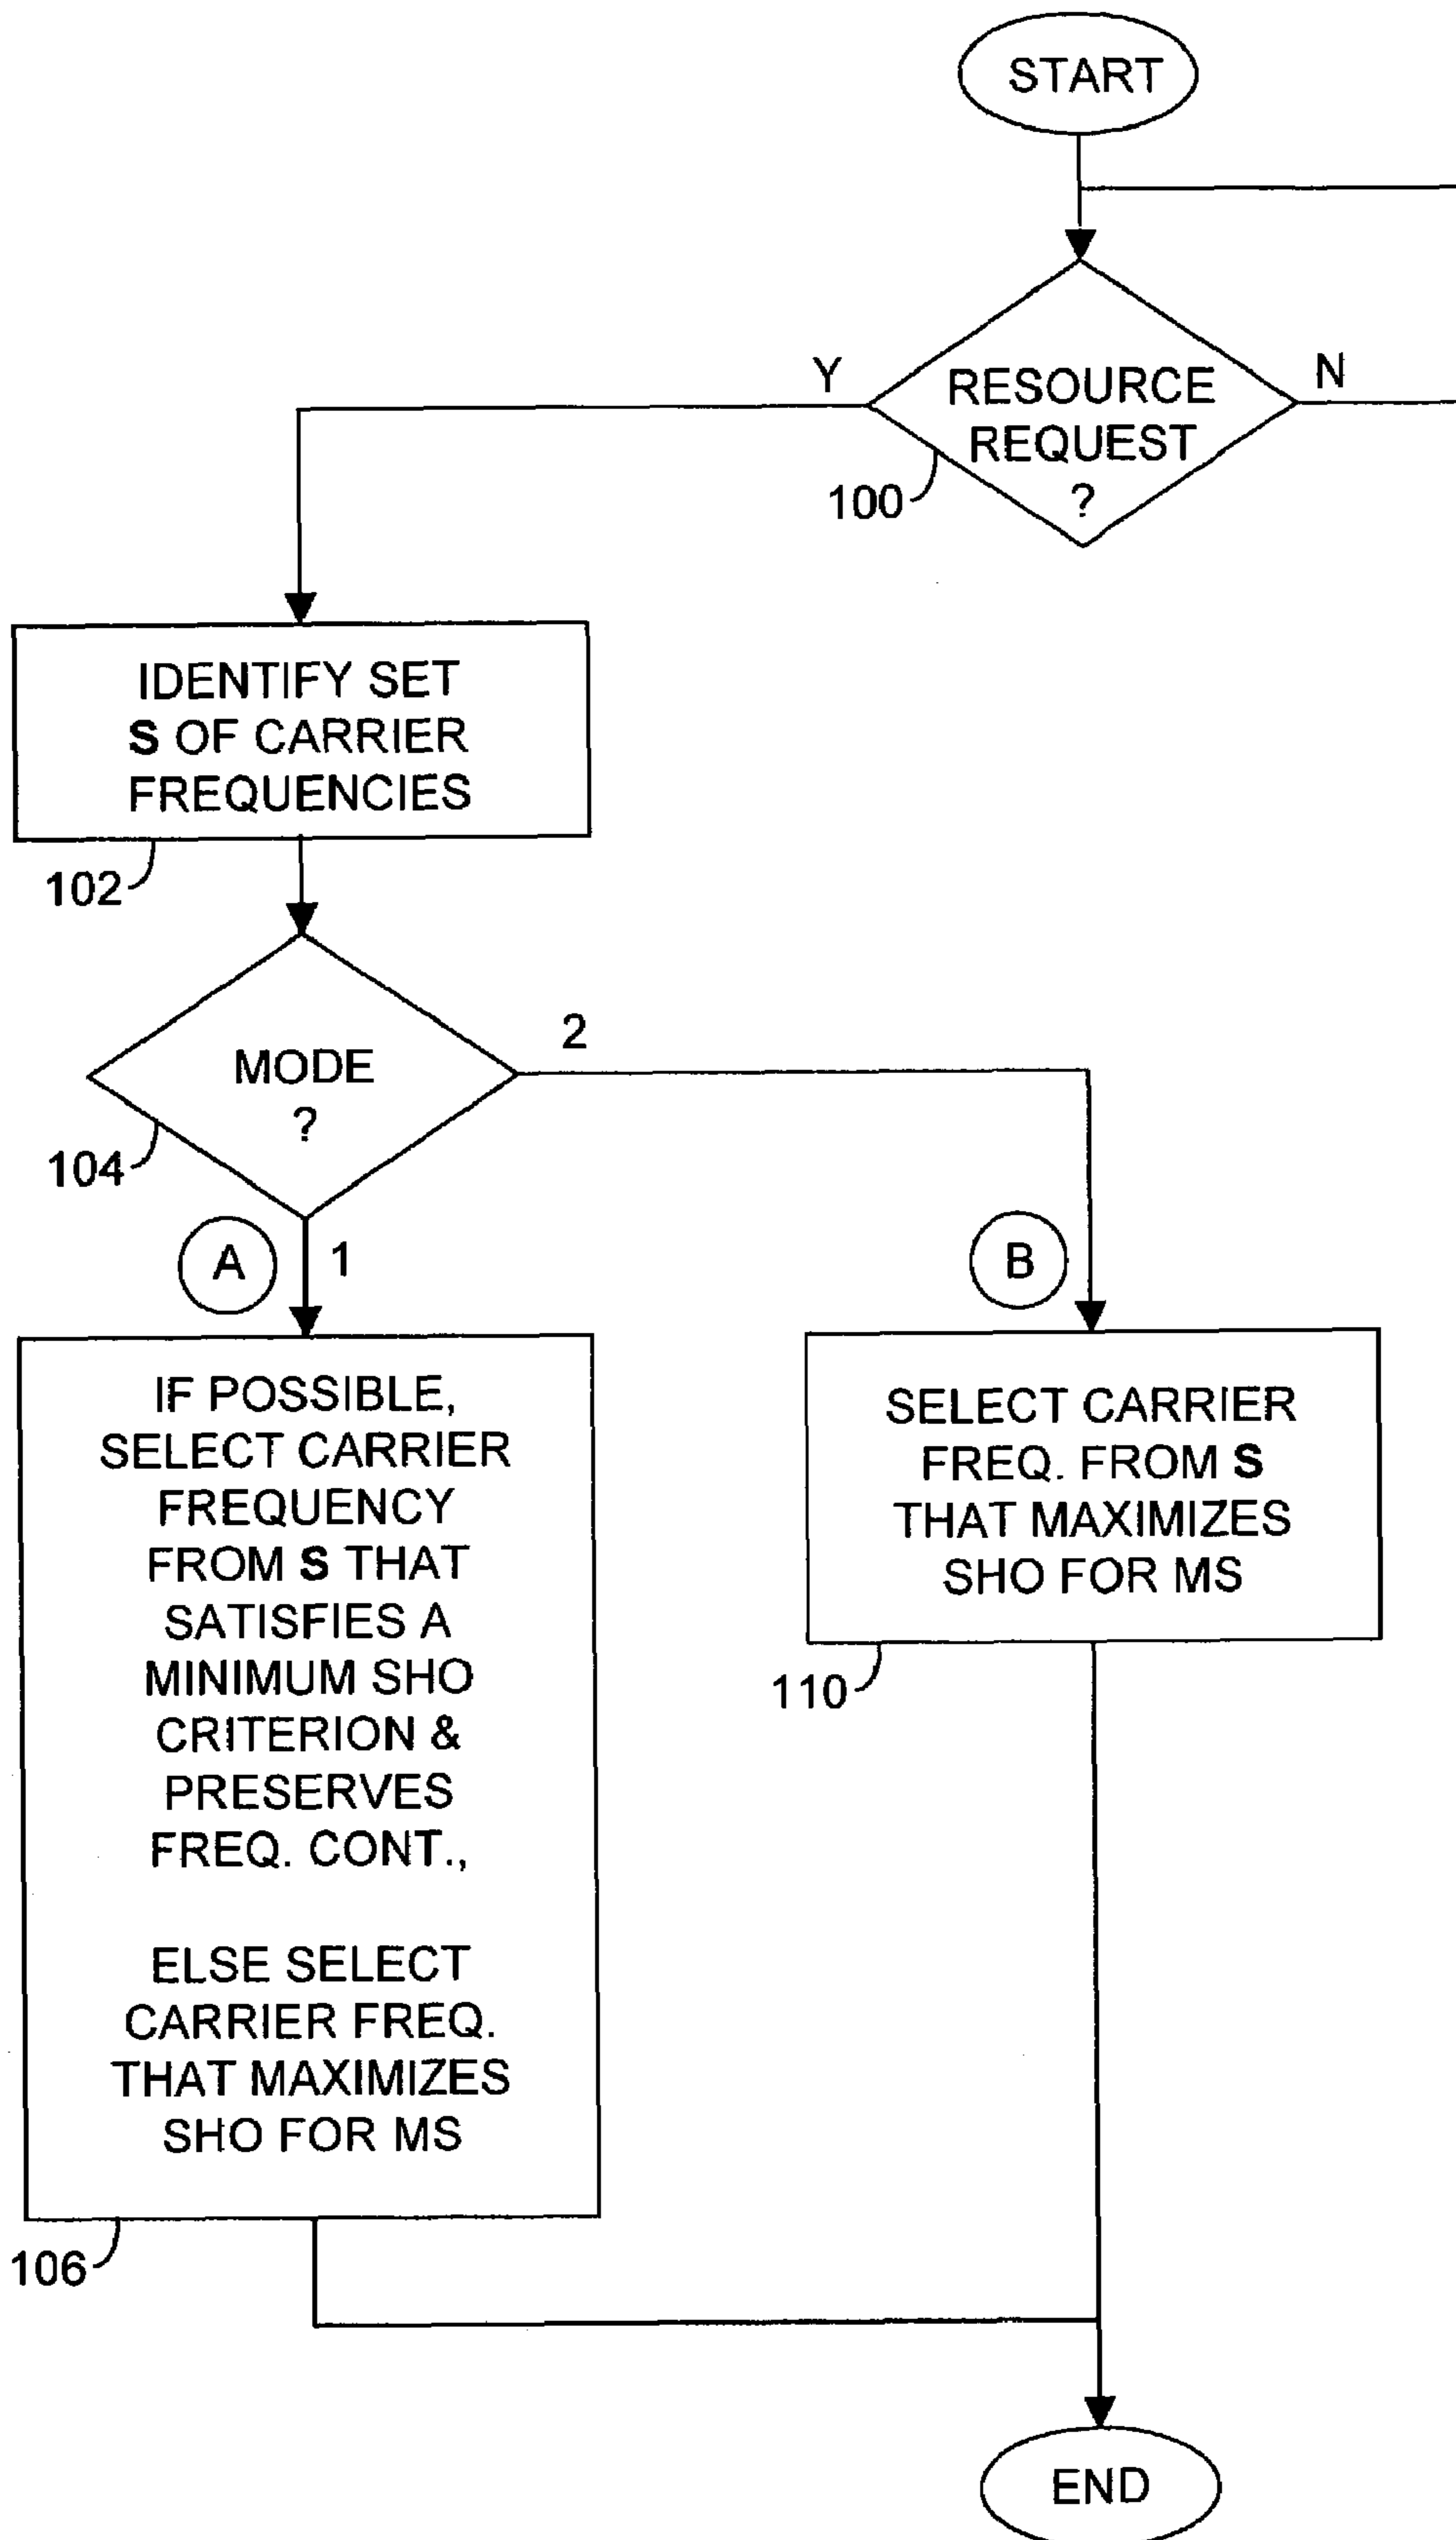 START
Y
N
RESOURCE
REQUEST
?
100
IDENTIFY SET
S OF CARRIER
FREQUENCIES
102
2
MODE
?
104
A
1
B
IF POSSIBLE,
SELECT CARRIER
FREQUENCY
FROM S THAT
SATISFIES A
MINIMUM SHO
CRITERION &
PRESERVES
FREQ. CONT.,
ELSE SELECT
CARRIER FREQ.
THAT MAXIMIZES
SHO FOR MS
106
SELECT CARRIER
FREQ. FROM S
THAT MAXIMIZES
SHO FOR MS
110
END